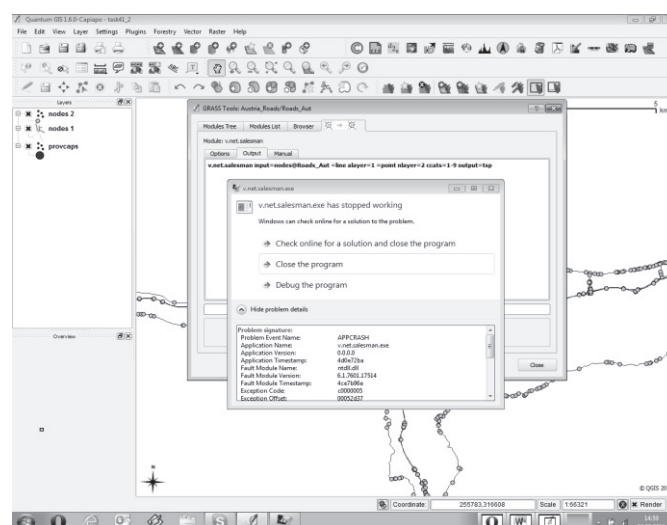 Quantum GIS 1.6.0-Capiapo - task41_2
File Edit View Layer Settings Plugins Forestry Vector Raster Help
Layers
nodes 2
nodes 1
provcaps
Overview
5
km
GRASS Tools: Austria_Roads/Roads_Aut
Modules Tree Modules List Browser
Module: v.net.salesman
Options Output Manual
v.net.salesman input=nodes@Roads_Aut =line alayer=1 =point nlayer=2 ccats=1-9 output=tsp
v.net.salesman.exe
v.net.salesman.exe has stopped working
Windows can check online for a solution to the problem.
Check online for a solution and close the program
Close the program
Debug the program
Hide problem details
Problem signature:
Problem Event Name: APPCRASH
Application Name: v.net.salesman.exe
Application Version: 0.0.0.0
Application Timestamp: 4d0e72ba
Fault Module Name: ntdll.dll
Fault Module Version: 6.1.7601.17514
Fault Module Timestamp: 4ce7b96e
Exception Code: c0000005
Exception Offset: 00052d37
Close
N
© QGIS 20
Coordinate: 255783,316608 Scale 1:66321 Render
14:50